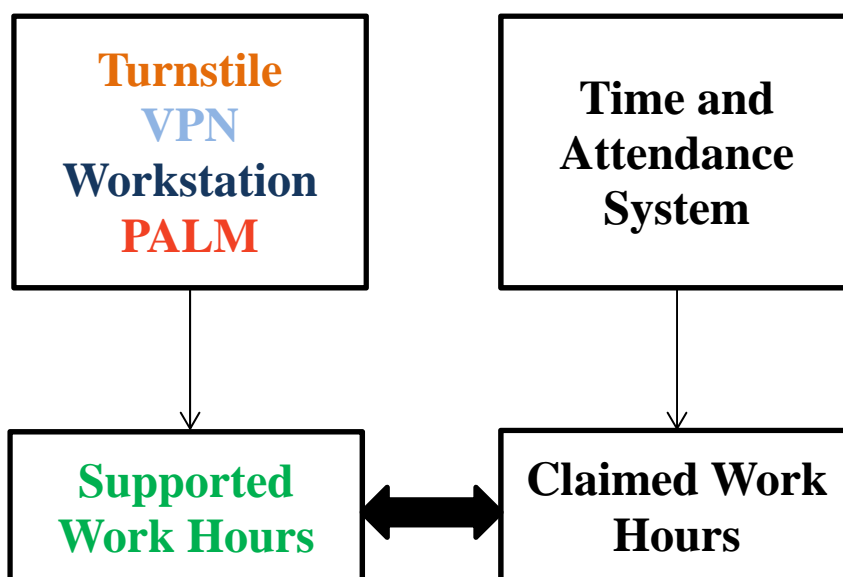 Turnstile
VPN
Workstation
PALM
Time and
Attendance
System
Supported
Work Hours
Claimed Work
Hours